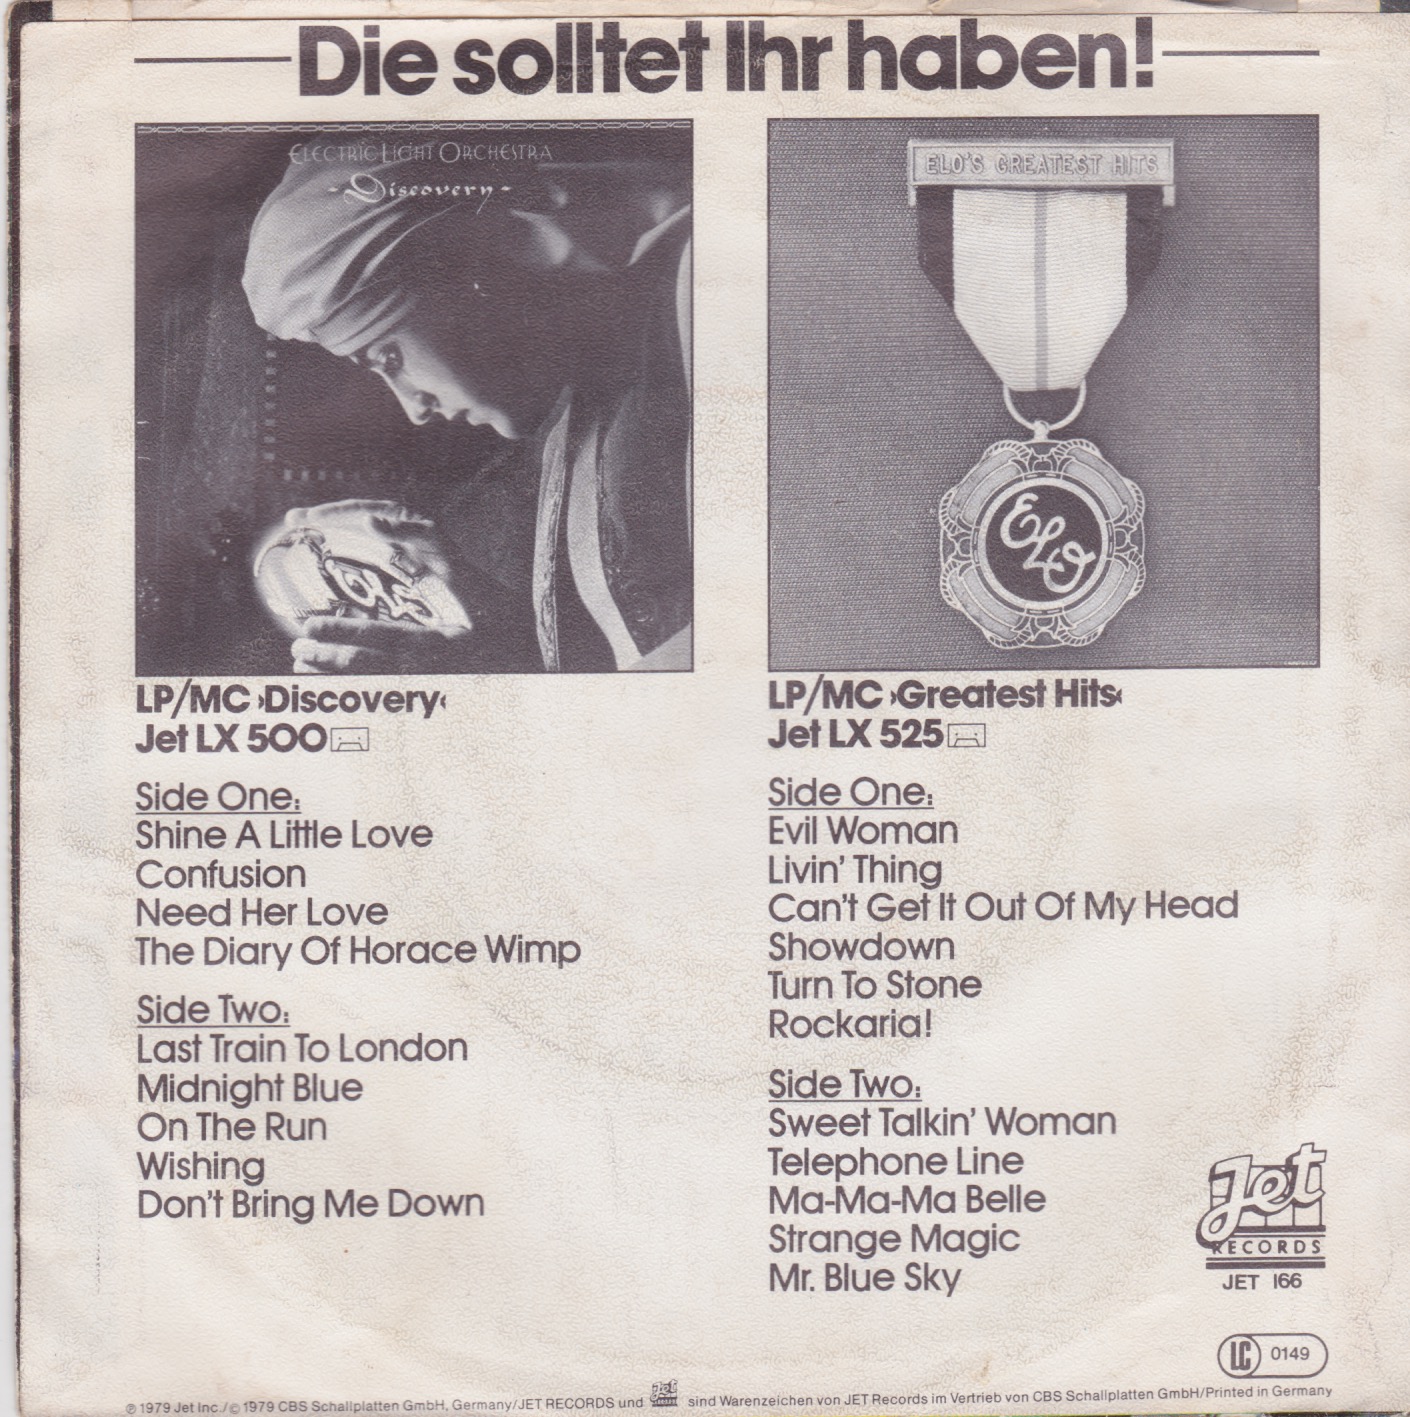 Die solltet Ihr haben!
ELECTRIC LIGHT ORCHESTRA
-Discovery-
LP/MC ›Discovery‹
Jet LX 500
Side One:
Shine A Little Love
Confusion
Need Her Love
The Diary Of Horace Wimp
Side Two:
Last Train To London
Midnight Blue
On The Run
Wishing
Don't Bring Me Down
ELO'S GREATEST HITS
ELO
LP/MC ›Greatest Hits‹
Jet LX 525
Side One:
Evil Woman
Livin' Thing
Can't Get It Out Of My Head
Showdown
Turn To Stone
Rockaria!
Side Two:
Sweet Talkin' Woman
Telephone Line
Ma-Ma-Ma Belle
Strange Magic
Mr. Blue Sky
Jet
RECORDS
JET 166
LC 0149
℗ 1979 Jet Inc./© 1979 CBS Schallplatten GmbH, Germany/JET RECORDS und Jet sind Warenzeichen von JET Records im Vertrieb von CBS Schallplatten GmbH/Printed in Germany